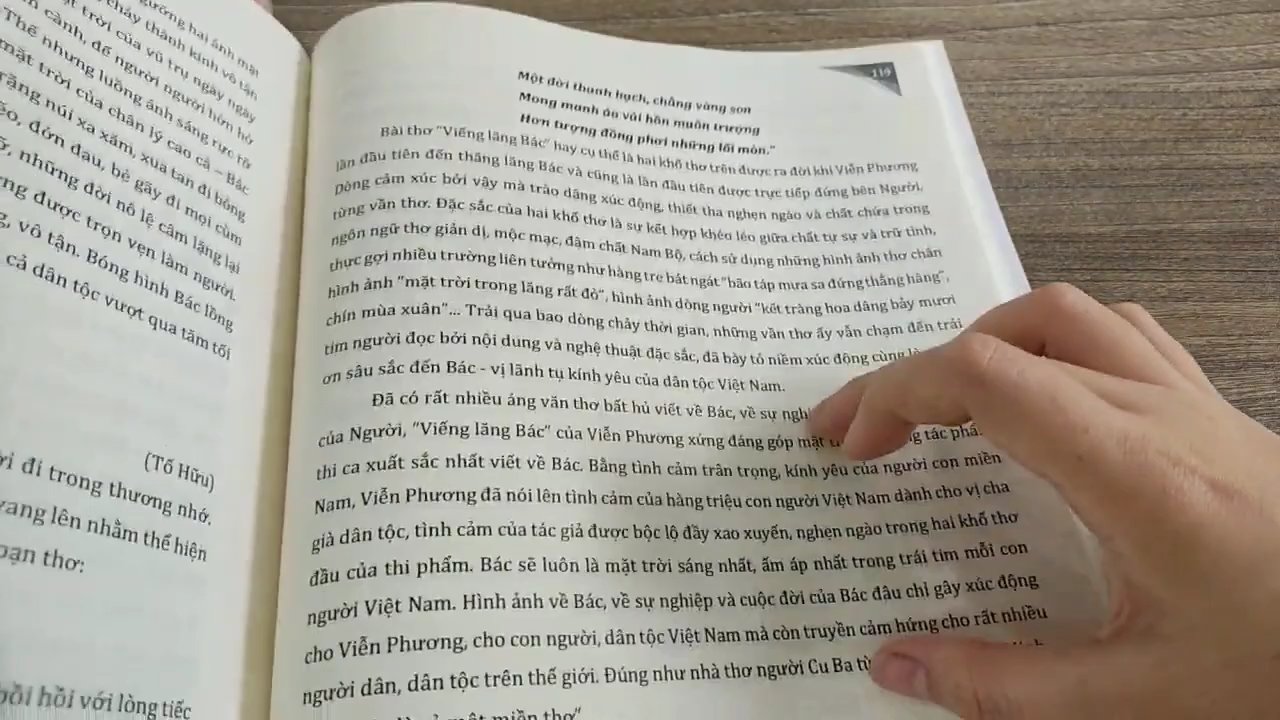 gương hai ánh mặt
chảy thành kính vô tận
t trời của vũ trụ ngày ngày
n cảnh, để người người hớn hở
Thế nhưng luồng ánh sáng rực rỡ
mặt trời của chân lý cao cả – Bác
rặng núi xa xăm, xua tan đi bóng
ẽo, đớn đau, bẻ gãy đi mọi cùm
ỡ, những đời nô lệ câm lặng lại
ng được trọn vẹn làm người.
g, vô tận. Bóng hình Bác lồng
cả dân tộc vượt qua tăm tối
(Tố Hữu)
ời đi trong thương nhớ.
vang lên nhằm thể hiện
oạn thơ:
bồi hồi với lòng tiếc
119
Một đời thanh bạch, chẳng vàng son
Mong manh áo vải hồn muôn trượng
Hơn tượng đồng phơi những lối mòn."
Bài thơ "Viếng lăng Bác" hay cụ thể là hai khổ thơ trên được ra đời khi Viễn Phương
lần đầu tiên đến thăng lăng Bác và cũng là lần đầu tiên được trực tiếp đứng bên Người.
Dòng cảm xúc bởi vậy mà trào dâng xúc động, thiết tha nghẹn ngào và chất chứa trong
từng vần thơ. Đặc sắc của hai khổ thơ là sự kết hợp khéo léo giữa chất tự sự và trữ tình,
ngôn ngữ thơ giản dị, mộc mạc, đậm chất Nam Bộ, cách sử dụng những hình ảnh thơ chân
thực gợi nhiều trường liên tưởng như hàng tre bát ngát "bão táp mưa sa đứng thẳng hàng",
hình ảnh "mặt trời trong lăng rất đỏ", hình ảnh dòng người "kết tràng hoa dâng bảy mươi
chín mùa xuân"... Trải qua bao dòng chảy thời gian, những vần thơ ấy vẫn chạm đến trái
tim người đọc bởi nội dung và nghệ thuật đặc sắc, đã bày tỏ niềm xúc động cùng
ơn sâu sắc đến Bác - vị lãnh tụ kính yêu của dân tộc Việt Nam.
Đã có rất nhiều áng văn thơ bất hủ viết về Bác, về sự
của Người, "Viếng lăng Bác" của Viễn Phương xứng đáng góp mặt tác
thi ca xuất sắc nhất viết về Bác. Bằng tình cảm trân trọng, kính yêu của người con miền
Nam, Viễn Phương đã nói lên tình cảm của hàng triệu con người Việt Nam dành cho vị cha
già dân tộc, tình cảm của tác giả được bộc lộ đầy xao xuyến, nghẹn ngào trong hai khổ thơ
đầu của thi phẩm. Bác sẽ luôn là mặt trời sáng nhất, ấm áp nhất trong trái tim mỗi con
người Việt Nam. Hình ảnh về Bác, về sự nghiệp và cuộc đời của Bác đâu chỉ gây xúc động
cho Viễn Phương, cho con người, dân tộc Việt Nam mà còn truyền cảm hứng cho rất nhiều
người dân, dân tộc trên thế giới. Đúng như nhà thơ người Cu Ba
một miền thơ"